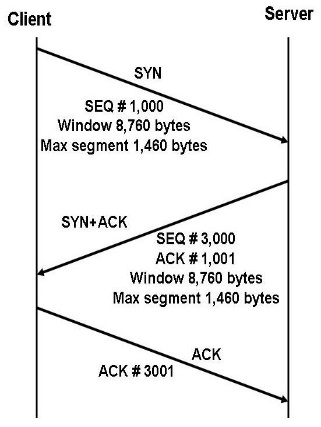 Client
Server
SYN
SEQ # 1,000
Window 8,760 bytes
Max segment 1,460 bytes
SYN+ACK
SEQ # 3,000
ACK # 1,001
Window 8,760 bytes
Max segment 1,460 bytes
ACK
ACK # 3001